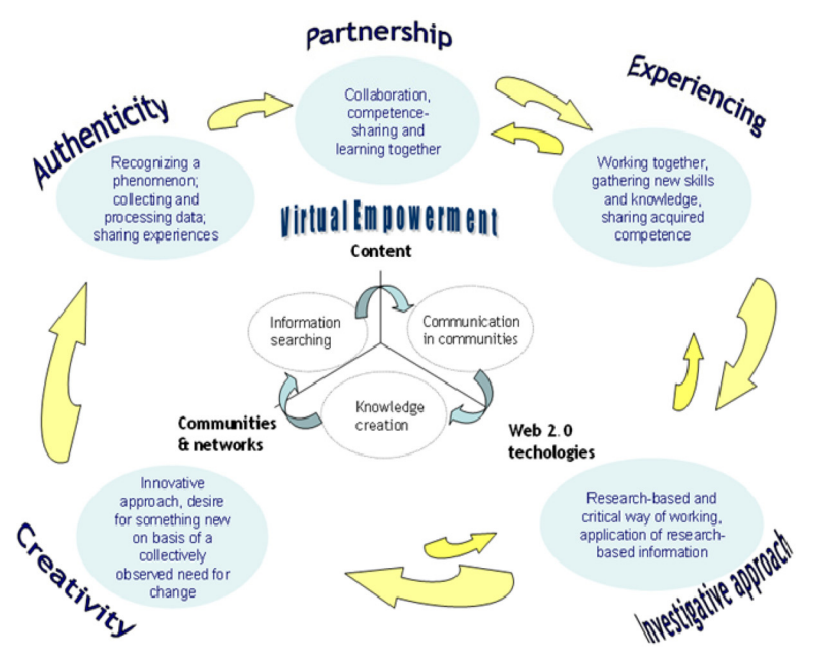 Partnership
Collaboration,
competence-
sharing and
learning together
Experiencing
Working together,
gathering new skills
and knowledge,
sharing acquired
competence
Authenticity
Recognizing a
phenomenon;
collecting and
processing data;
sharing experiences
Virtual Empowerment
Content
Information
searching
Communication
in communities
Knowledge
creation
Communities
& networks
Web 2.0
techologies
Innovative
approach, desire
for something new
on basis of a
collectively
observed need for
change
Creativity
Research-based and
critical way of working,
application of research-
based information
Investigative approach